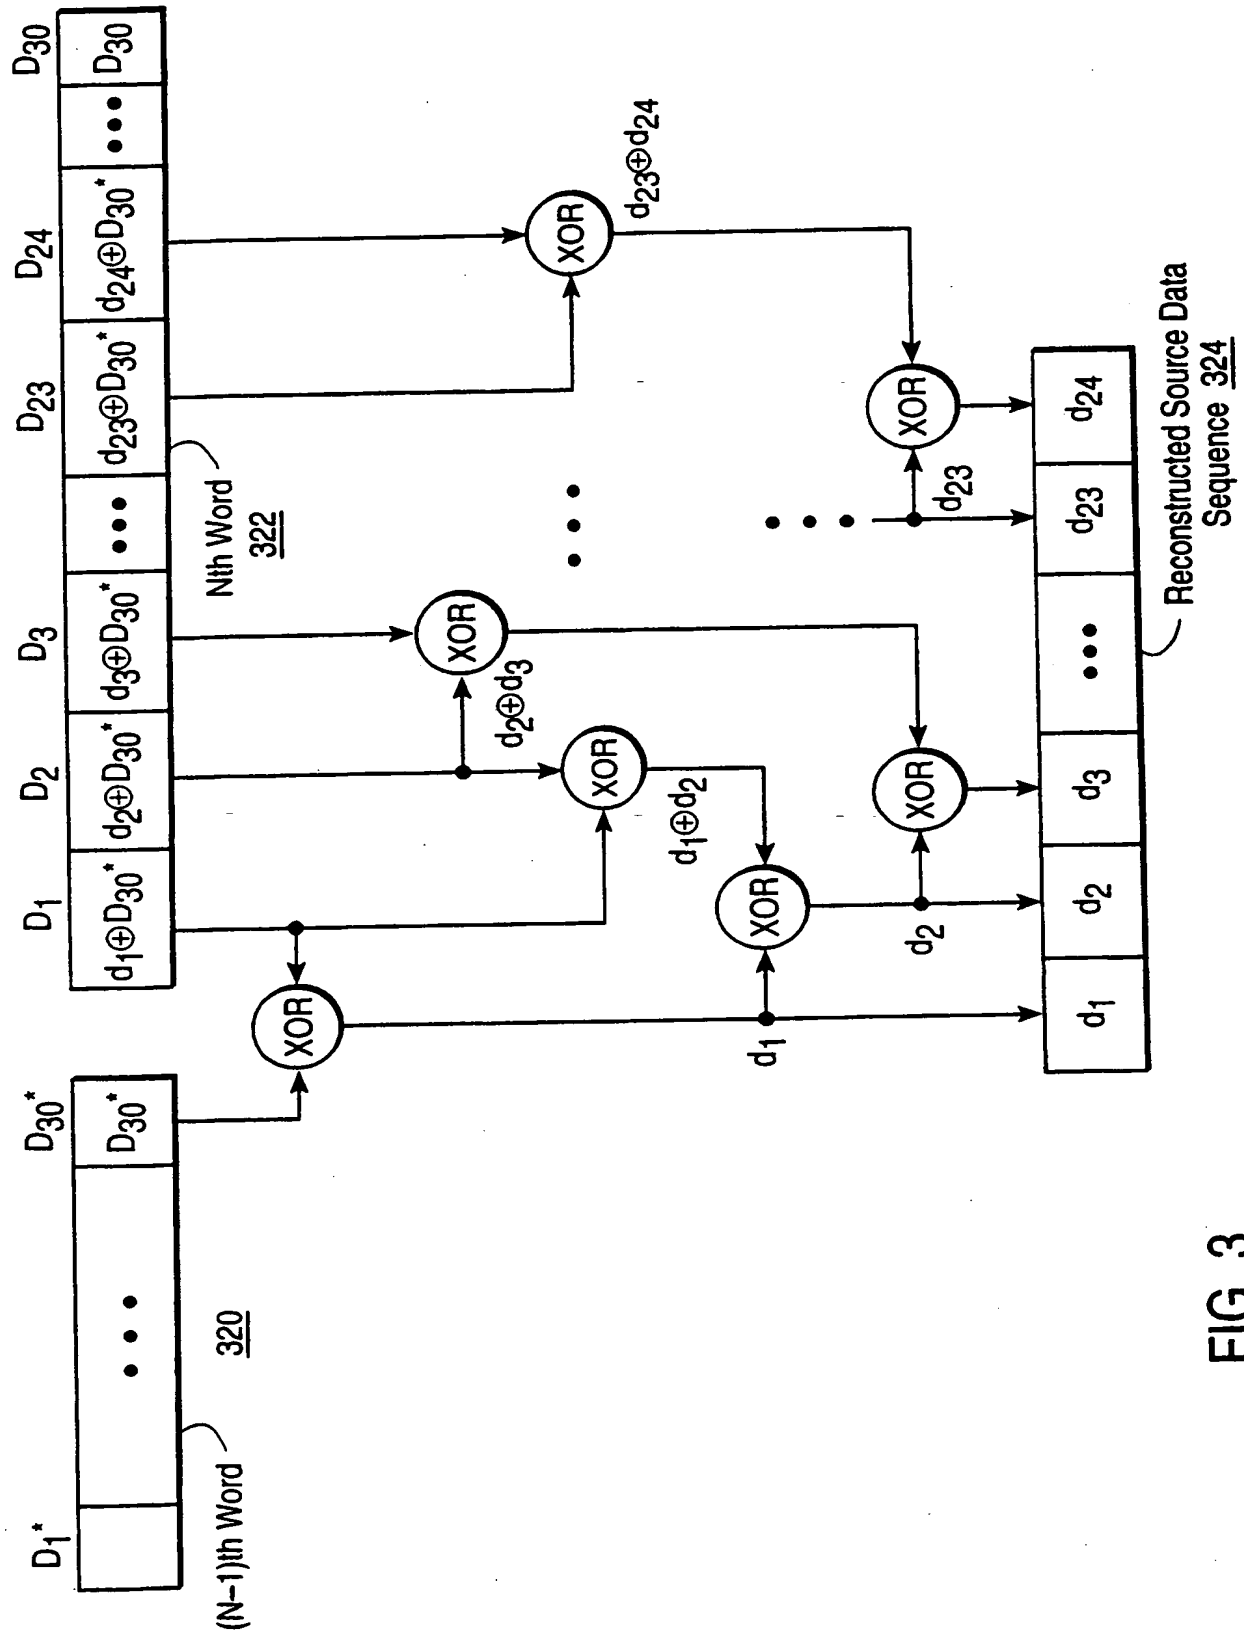 D1* D30* D1 D2 D3 D23 D24 D30
D30* d1⊕D30* d2⊕D30* d3⊕D30* ••• d23⊕D30* d24⊕D30* ••• D30
•••
(N–1)th Word
320
Nth Word
322
XOR
XOR
d2⊕d3
XOR
d23⊕d24
XOR
d1⊕d2
•••
XOR
•••
d1
XOR
d2
XOR
d23
d1 d2 d3 ••• d23 d24
Reconstructed Source Data
Sequence 324
FIG_3